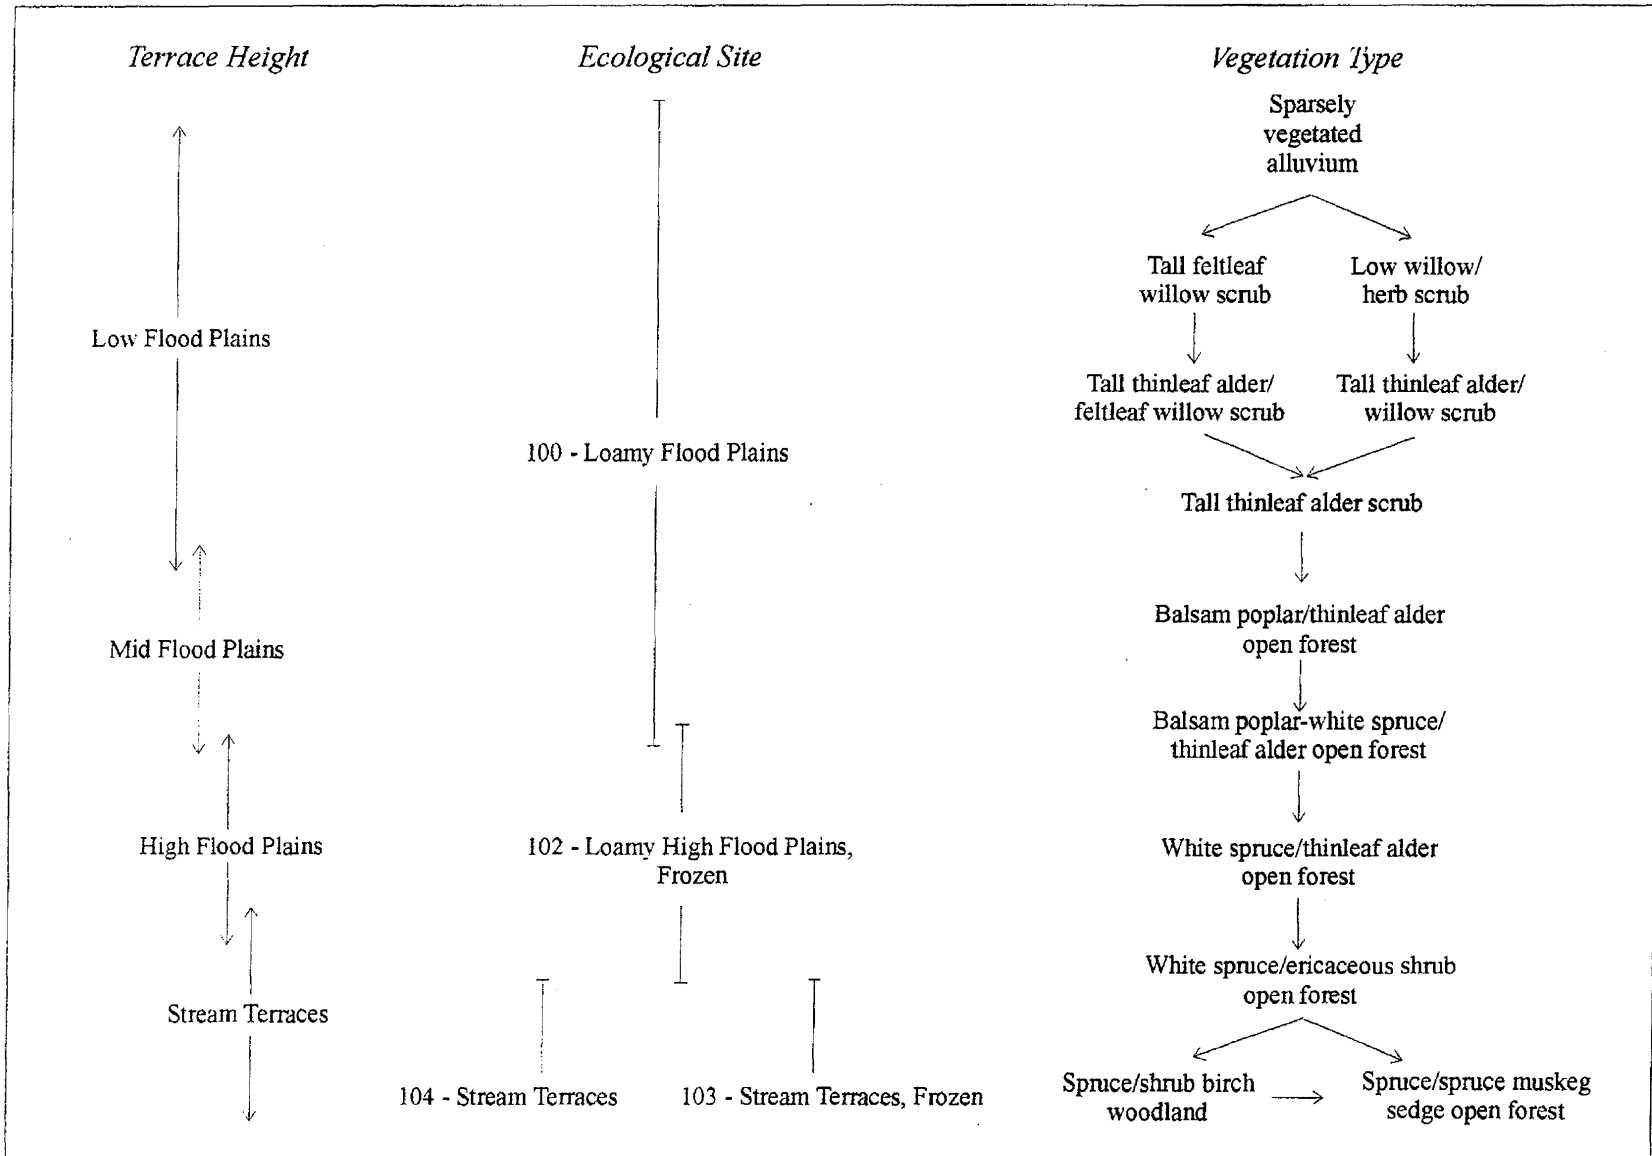 Terrace Height
Ecological Site
Vegetation Type
Sparsely
vegetated
alluvium
Tall feltleaf
willow scrub
Low willow/
herb scrub
Low Flood Plains
Tall thinleaf alder/
feltleaf willow scrub
Tall thinleaf alder/
willow scrub
100 - Loamy Flood Plains
Tall thinleaf alder scrub
Balsam poplar/thinleaf alder
open forest
Mid Flood Plains
Balsam poplar-white spruce/
thinleaf alder open forest
High Flood Plains
102 - Loamy High Flood Plains,
Frozen
White spruce/thinleaf alder
open forest
White spruce/ericaceous shrub
open forest
Stream Terraces
104 - Stream Terraces
103 - Stream Terraces, Frozen
Spruce/shrub birch
woodland
Spruce/spruce muskeg
sedge open forest